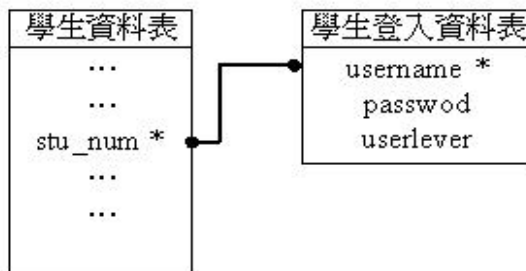 學生資料表
...
...
stu_num *
...
...
學生登入資料表
username *
passwod
userlever